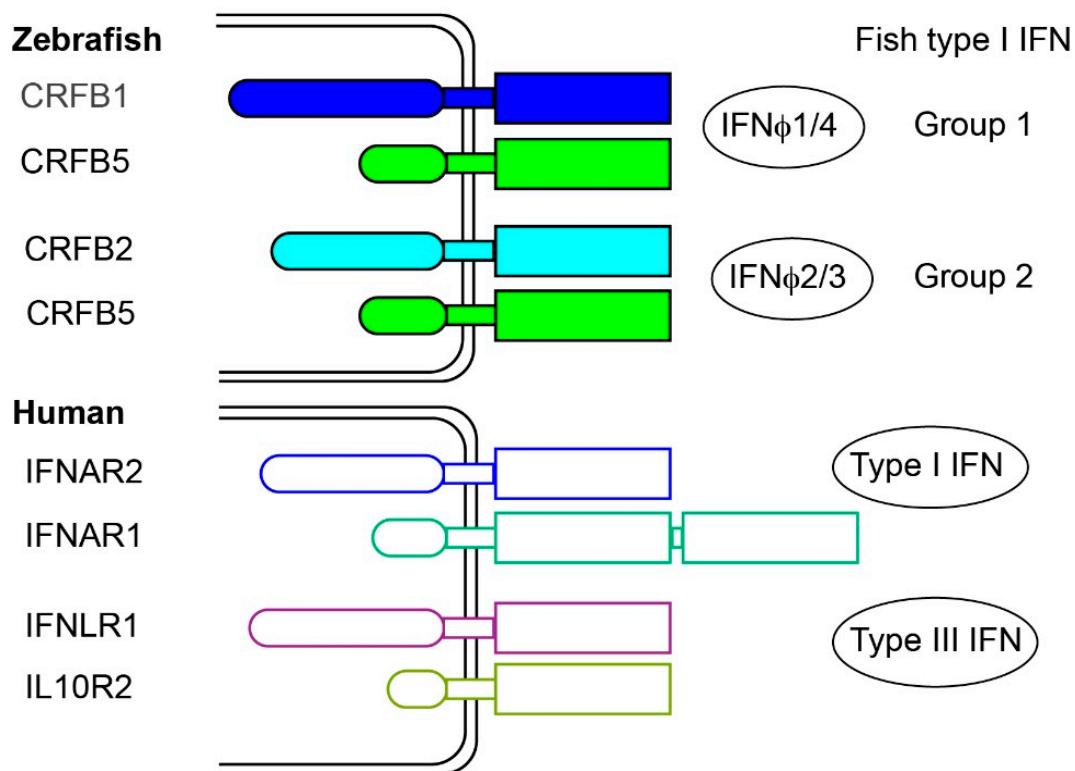 Zebrafish
Fish type I IFN
CRFB1
IFNϕ1/4
Group 1
CRFB5
CRFB2
IFNϕ2/3
Group 2
CRFB5
Human
IFNAR2
Type I IFN
IFNAR1
IFNLR1
Type III IFN
IL10R2